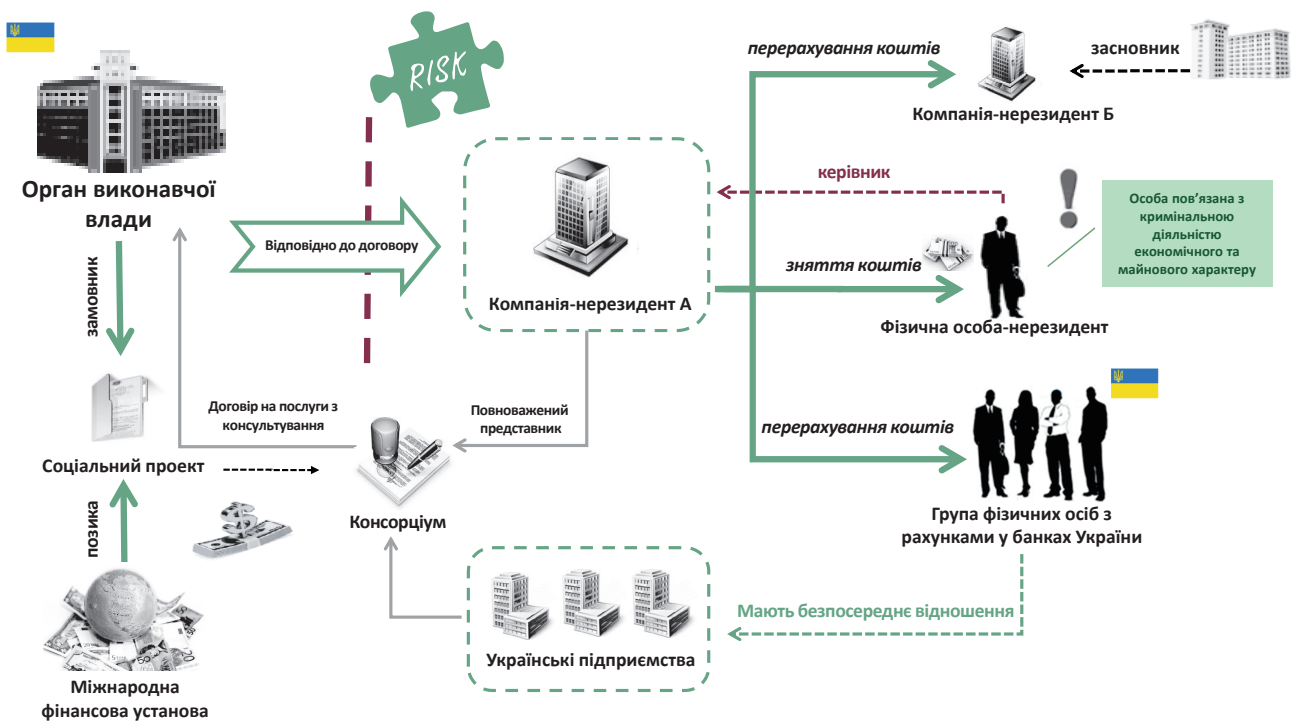 RISK
перерахування коштів
засновник
Компанія-нерезидент Б
Орган виконавчої
влади
Відповідно до договору
Компанія-нерезидент А
керівник
Особа пов’язана з
кримінальною
діяльністю
економічного та
майнового характеру
зняття коштів
Фізична особа-нерезидент
замовник
Договір на послуги з
консультування
Повноважений
представник
перерахування коштів
Соціальний проект
позика
Консорціум
Група фізичних осіб з
рахунками у банках України
Мають безпосереднє відношення
Українські підприємства
Міжнародна
фінансова установа